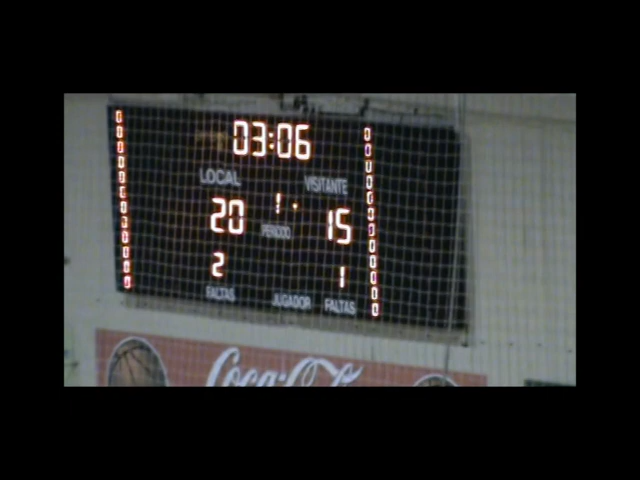 03:06
LOCAL VISITANTE
20 1 15
PERIODO
2 1
FALTAS JUGADOR FALTAS
Coca-Cola